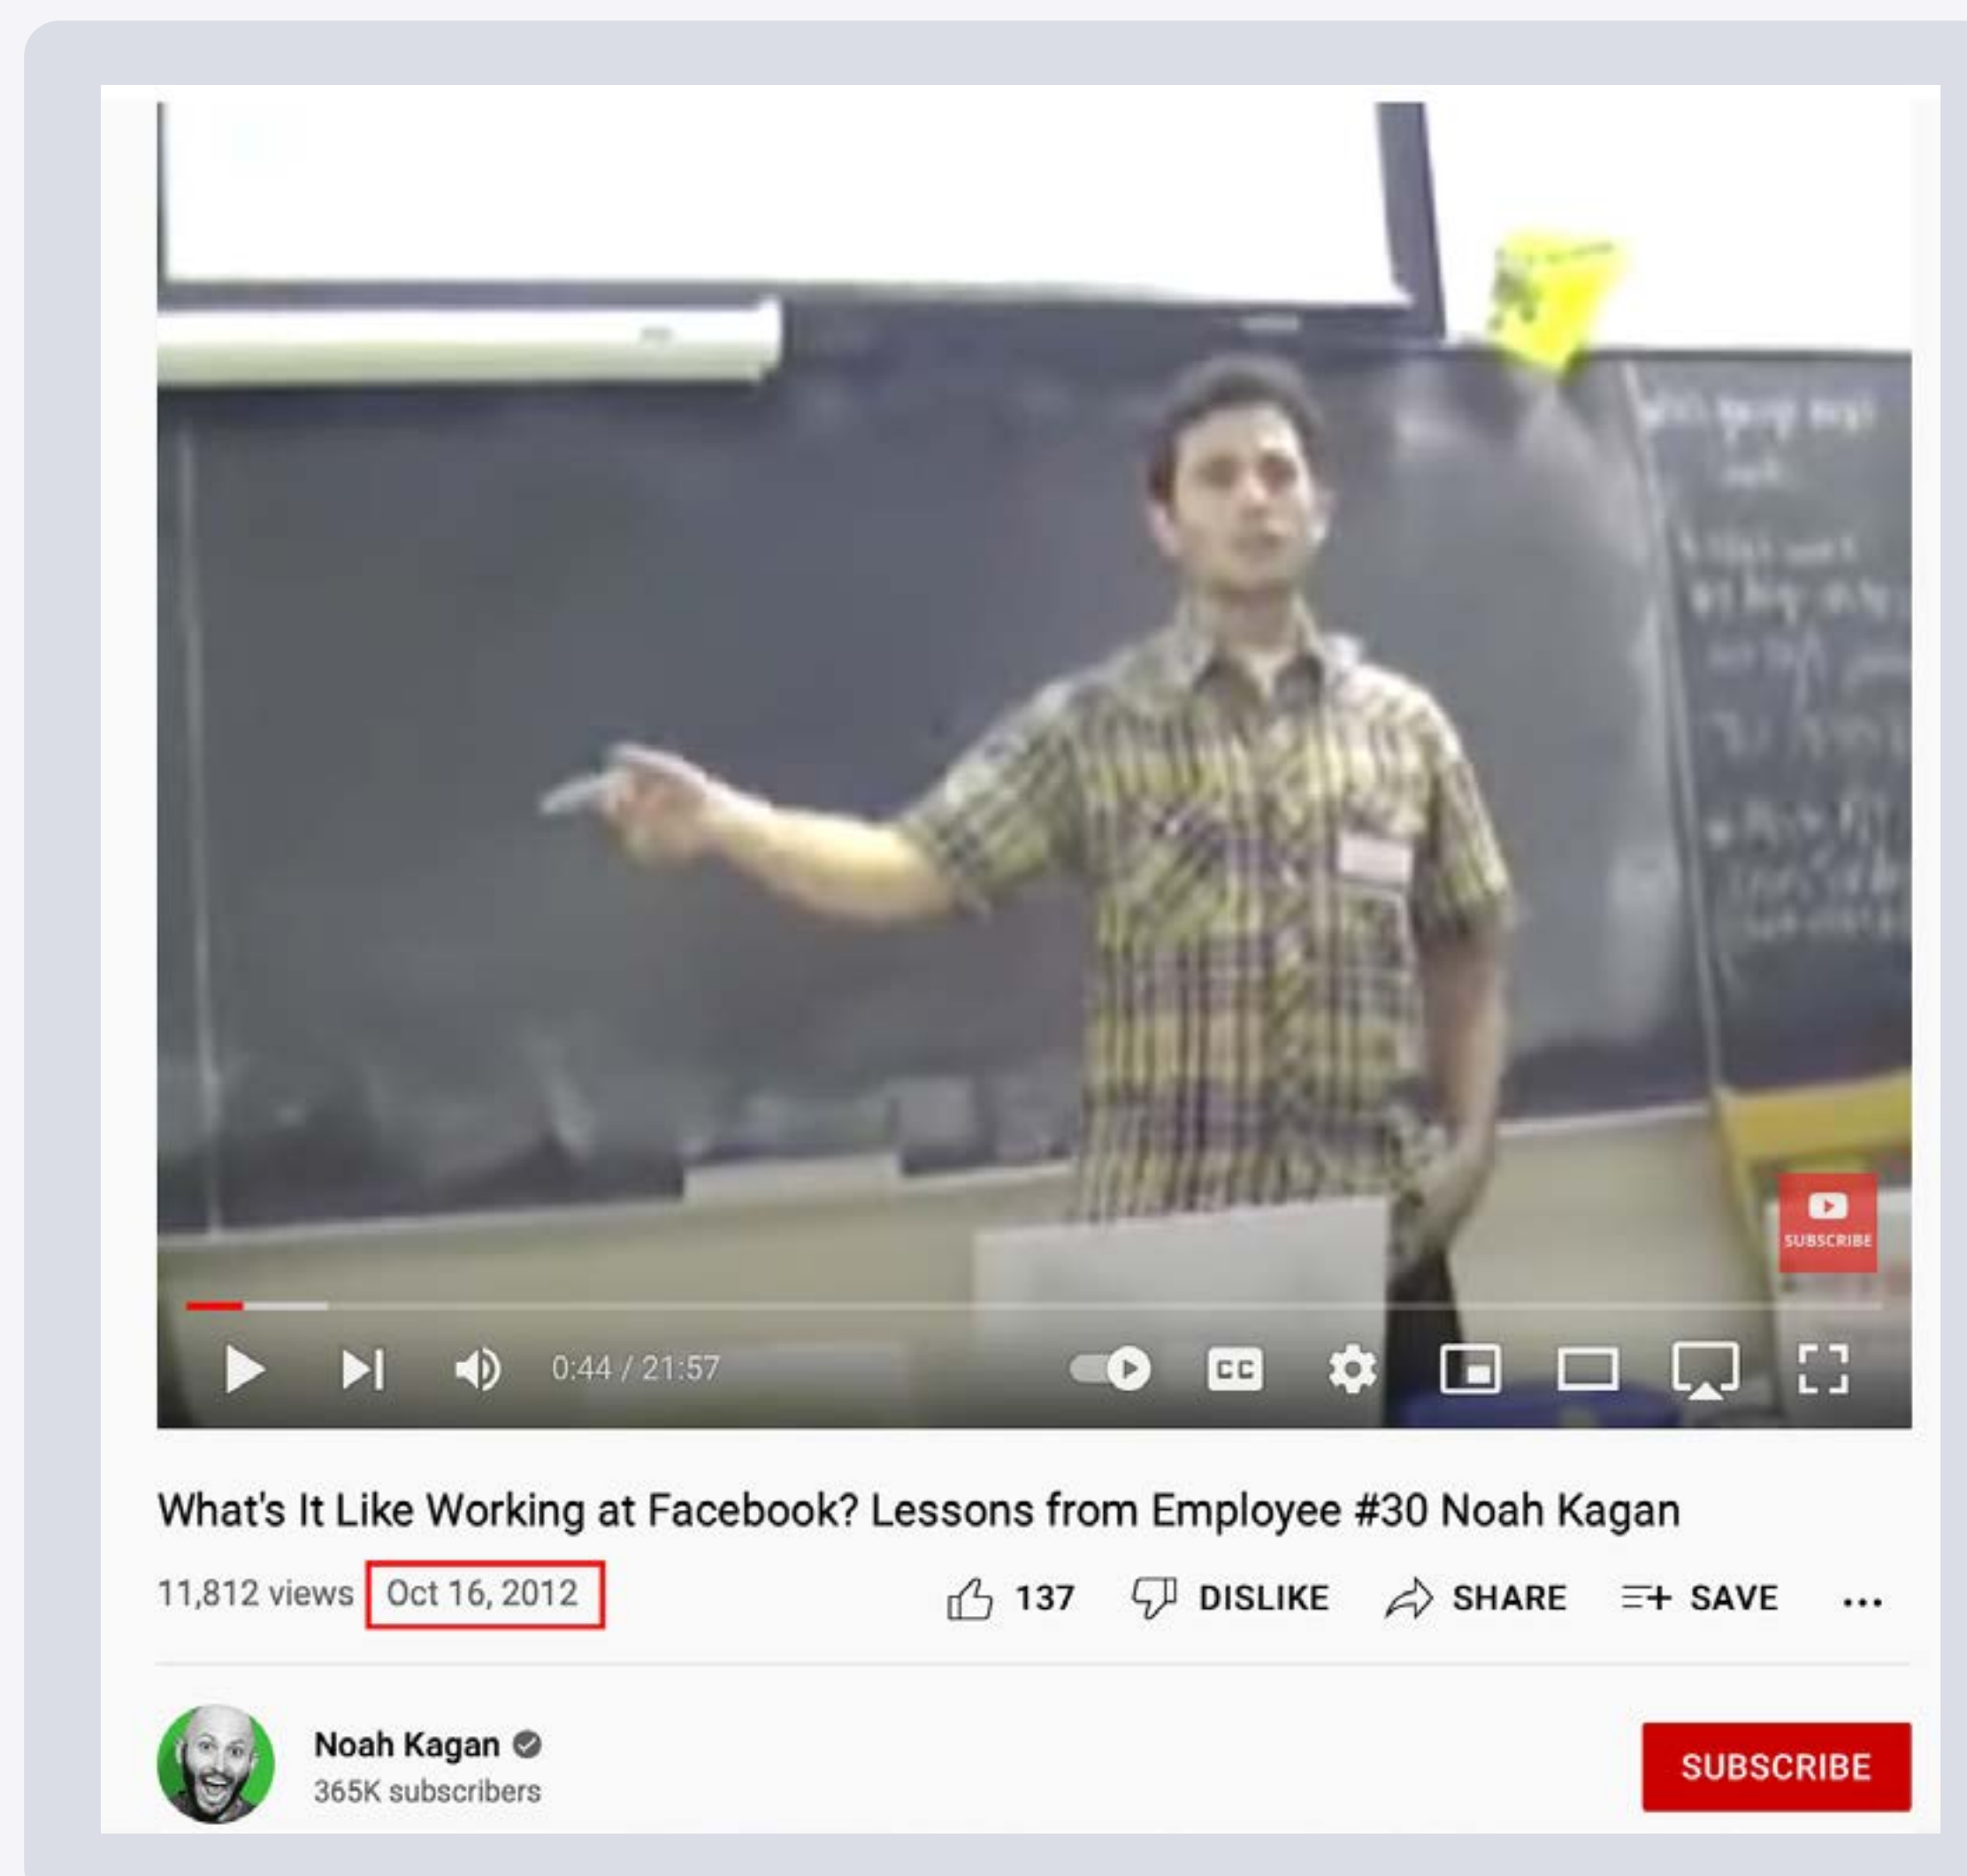 SUBSCRIBE
0:44 / 21:57
CC
What's It Like Working at Facebook? Lessons from Employee #30 Noah Kagan
11,812 views Oct 16, 2012 137 DISLIKE SHARE SAVE ...
Noah Kagan
365K subscribers
SUBSCRIBE